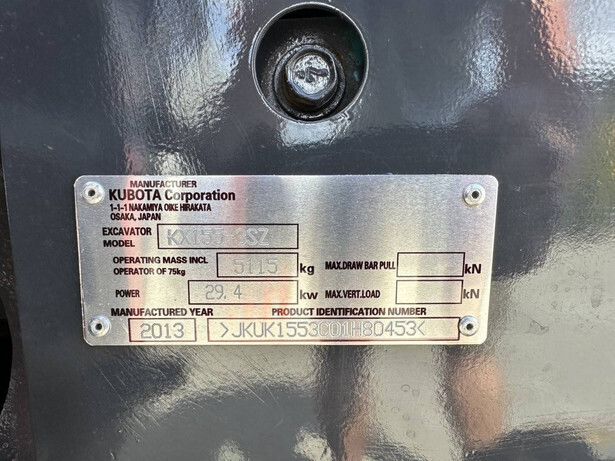 MANUFACTURER
KUBOTA Corporation
1-1-1 NAKAMIYA OIKE HIRAKATA
OSAKA, JAPAN
EXCAVATOR MODEL KX155-3SZ
OPERATING MASS INCL. OPERATOR OF 75kg 5115 kg MAX.DRAW BAR PULL kN
POWER 29.4 kw MAX.VERT.LOAD kN
MANUFACTURED YEAR PRODUCT IDENTIFICATION NUMBER
2013 >JKUK1553C01H80453<